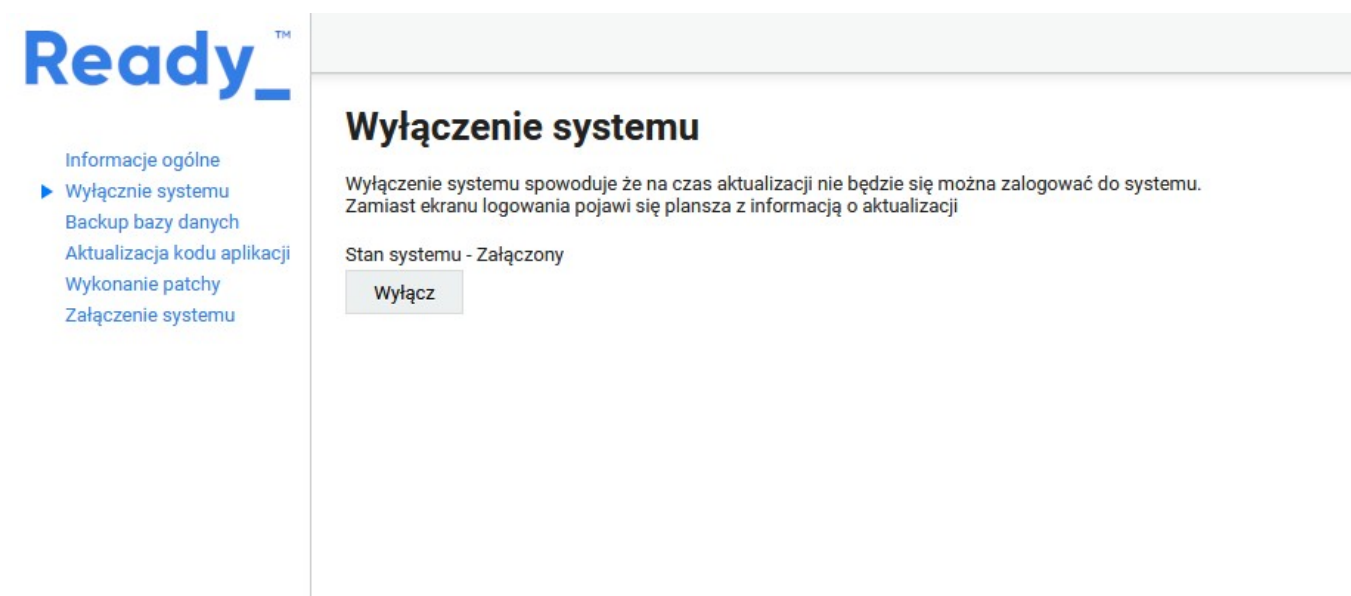 Ready_™
Informacje ogólne
Wyłącznie systemu
Backup bazy danych
Aktualizacja kodu aplikacji
Wykonanie patchy
Załączenie systemu
Wyłączenie systemu
Wyłączenie systemu spowoduje że na czas aktualizacji nie będzie się można zalogować do systemu.
Zamiast ekranu logowania pojawi się plansza z informacją o aktualizacji
Stan systemu - Załączony
Wyłącz